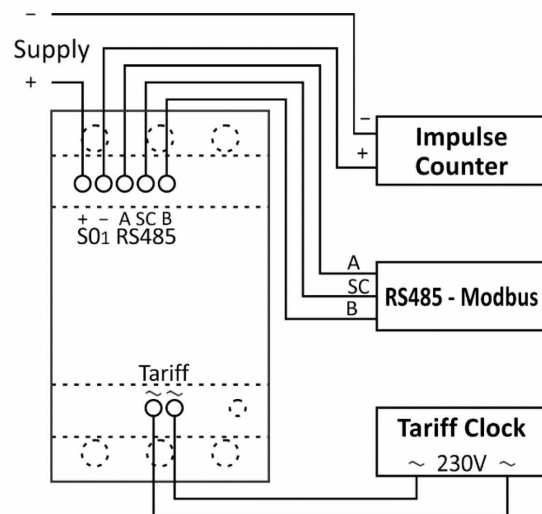 −
Supply
+
−
+
Impulse
Counter
+ − A SC B
S01 RS485
A
SC
B
RS485 - Modbus
Tariff
~ ~
Tariff Clock
~ 230V ~